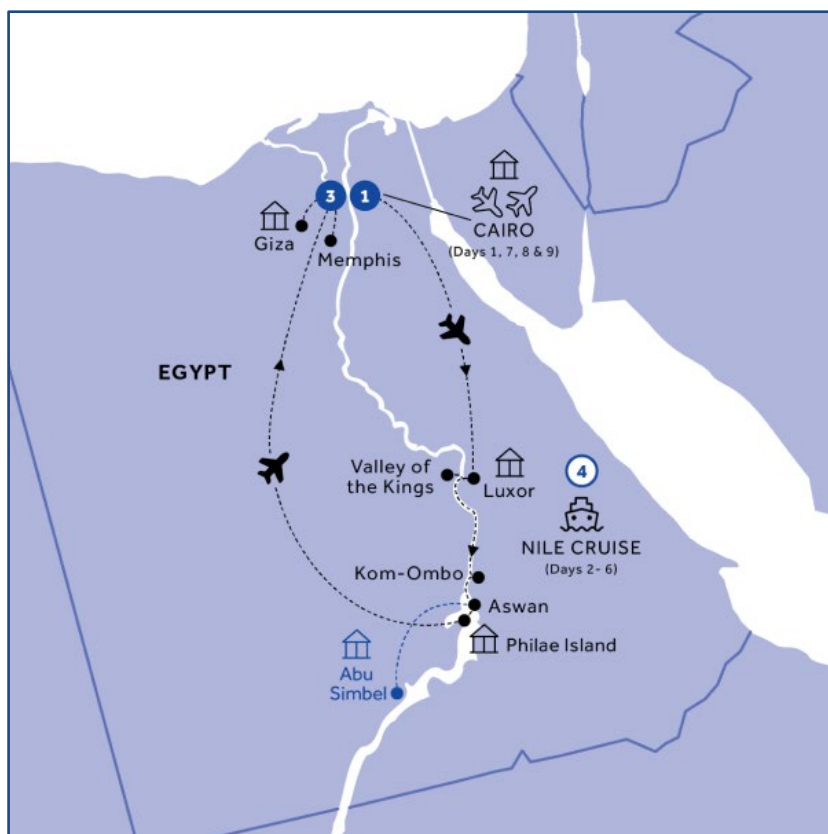 3
1
CAIRO
(Days 1, 7, 8 & 9)
Giza
Memphis
EGYPT
Valley of
the Kings
Luxor
4
NILE CRUISE
(Days 2- 6)
Kom-Ombo
Aswan
Philae Island
Abu
Simbel